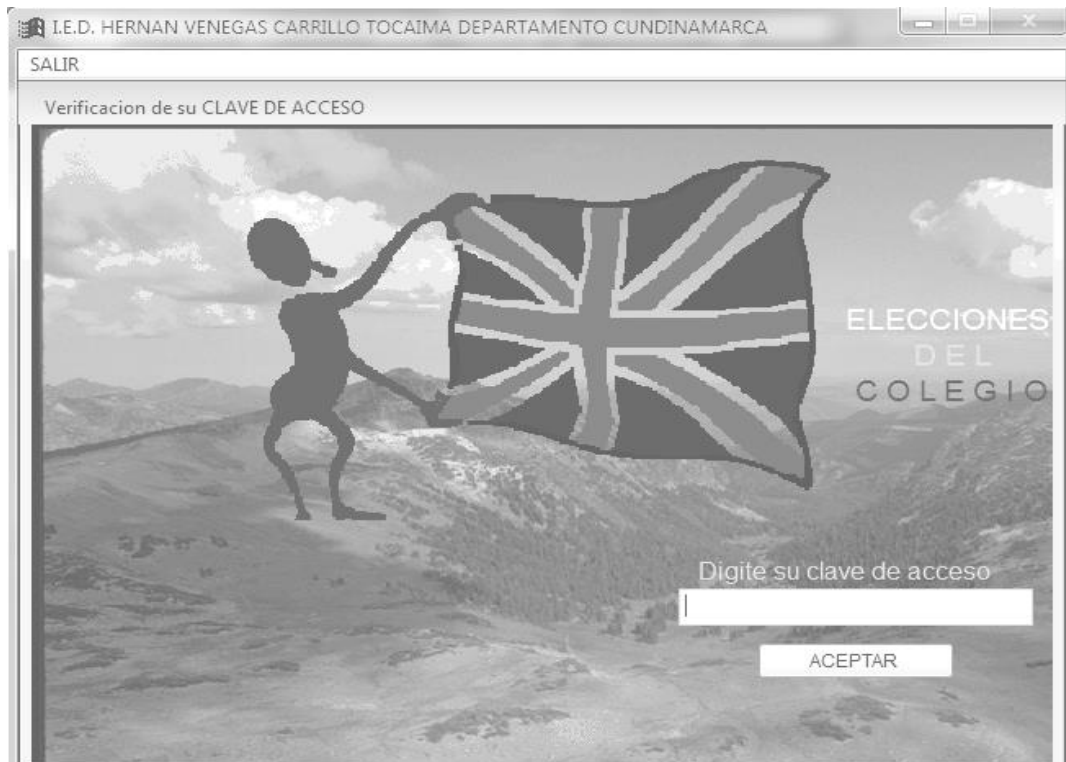 I.E.D. HERNAN VENEGAS CARRILLO TOCAIMA DEPARTAMENTO CUNDINAMARCA
SALIR
Verificacion de su CLAVE DE ACCESO
ELECCIONES
DEL
COLEGIO
Digite su clave de acceso
ACEPTAR